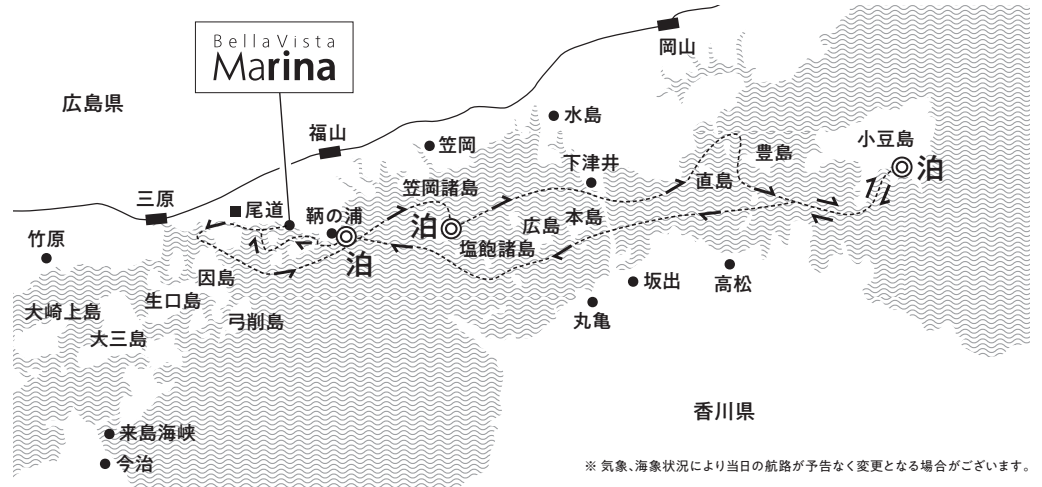 BellaVista
Marina
岡山
広島県
水島
福山
笠岡
小豆島
豊島
下津井
泊
直島
笠岡諸島
三原
尾道
鞆の浦
広島
本島
泊
塩飽諸島
竹原
泊
因島
坂出
高松
生口島
大崎上島
弓削島
丸亀
大三島
香川県
来島海峡
今治
※ 気象、海象状況により当日の航路が予告なく変更となる場合がございます。